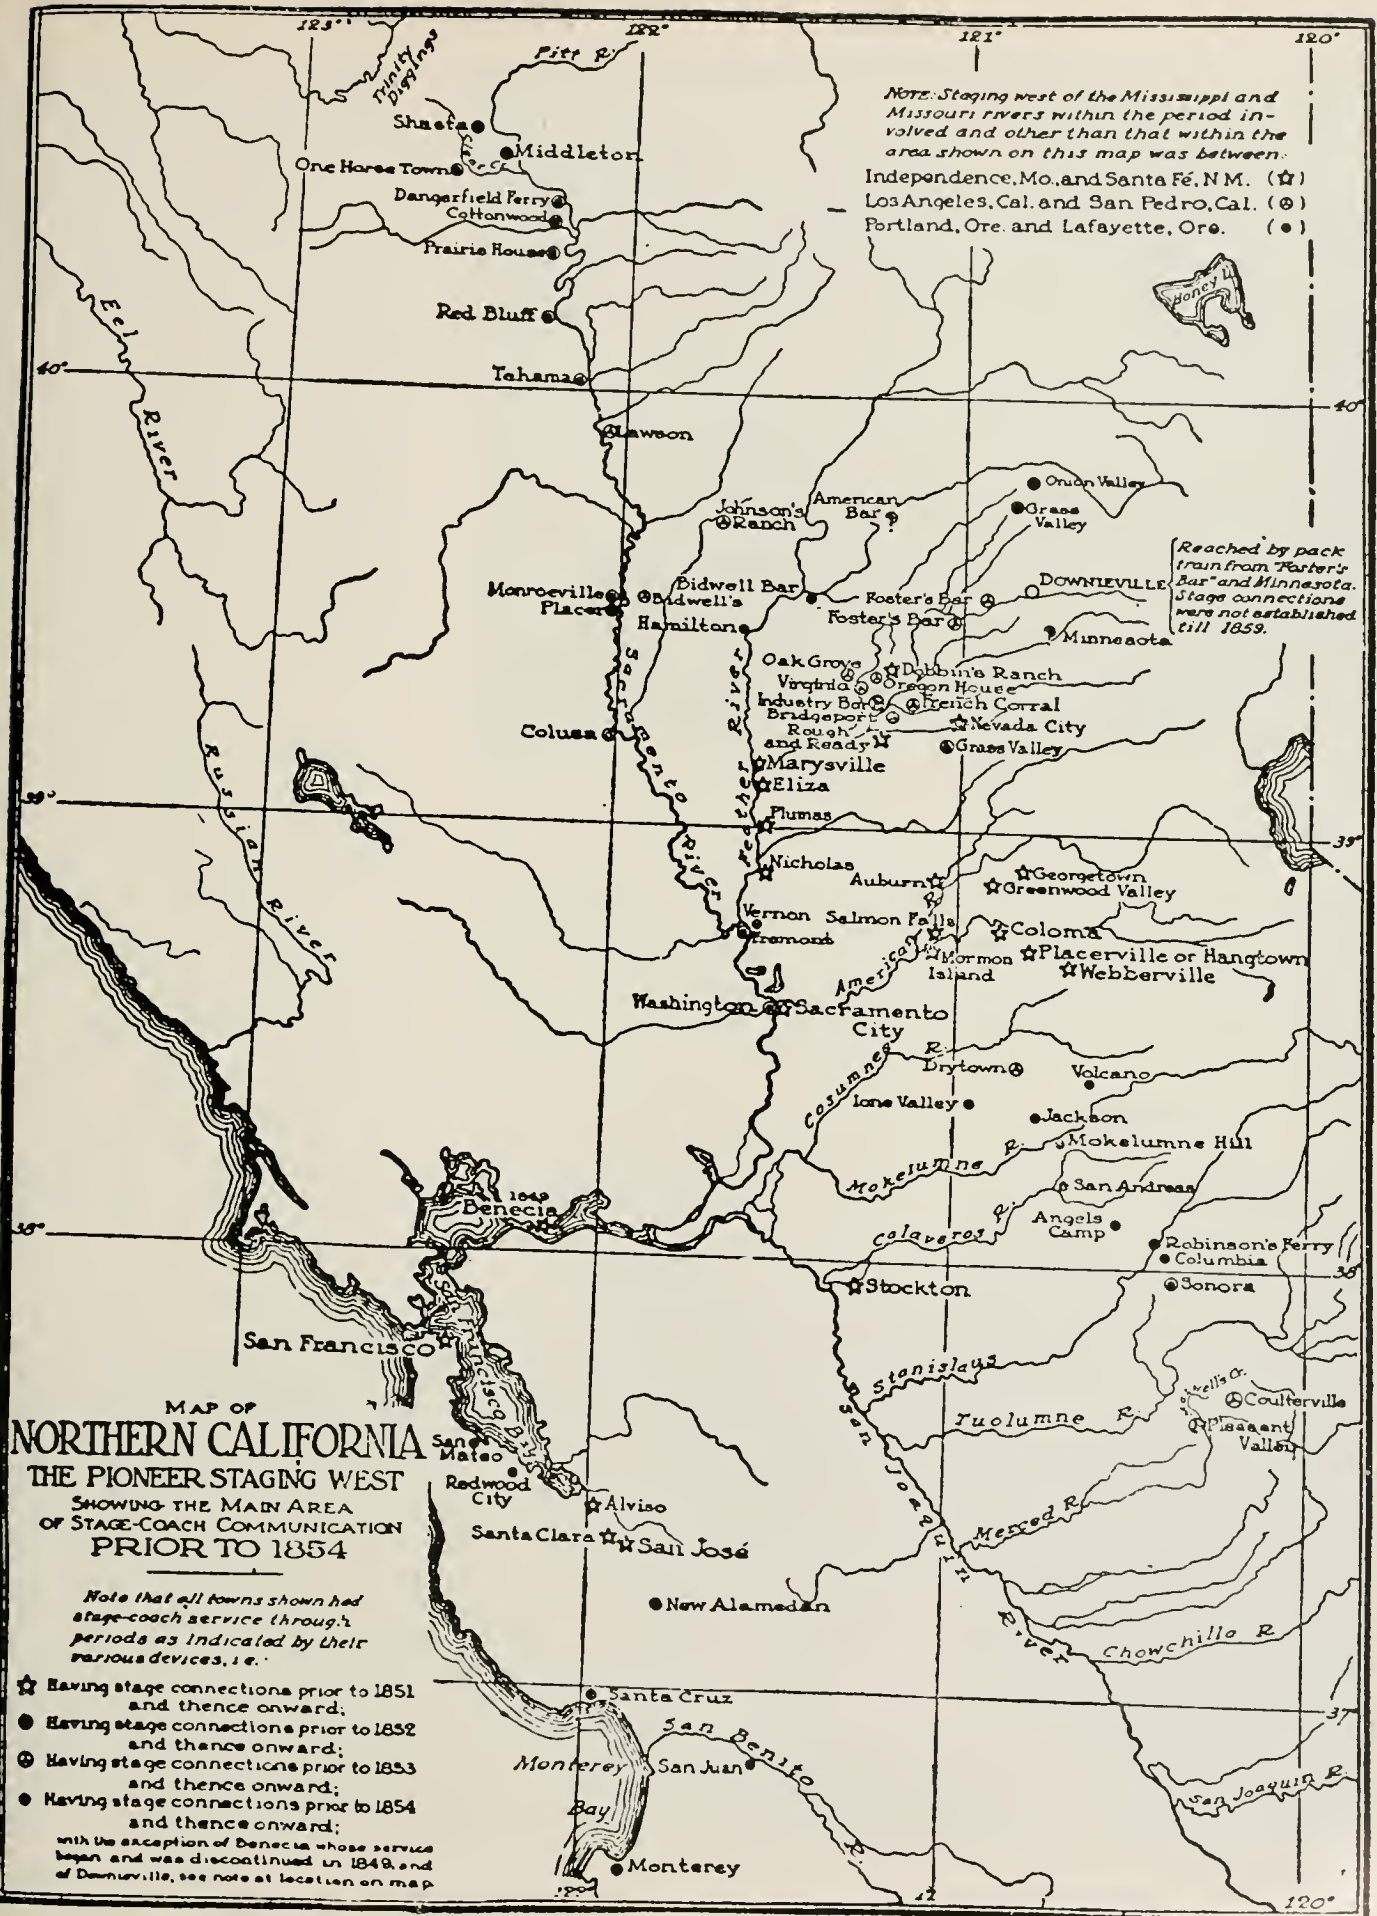 123°
122°
121°
120°
Pitt R.
Trinity
Diggings
NOTE: Staging west of the Mississippi and
Missouri rivers within the period in-
volved and other than that within the
area shown on this map was between:
Independence, Mo., and Santa Fé, N M. (☆)
Los Angeles, Cal. and San Pedro, Cal. ( )
Portland, Ore. and Lafayette, Ore. (●)
Shasta
Middleton
One Horse Town
Dangerfield Ferry
Cottonwood
Prairie House
Red Bluff
Honey L.
Eel
River
40°
Tehama
40°
Lawson
Onion Valley
Johnson's
Ranch
American
Bar
?
Grass
Valley
Reached by pack
train from "Foster's
Bar" and Minnesota.
Stage connections
were not established
till 1859.
Monroeville
Placer
Bidwell's
Bidwell Bar
Hamilton
Foster's Bar
Foster's Bar
DOWNIEVILLE
Minnesota
Oak Grove
Dobbin's Ranch
Virginia
Oregon House
Industry Bar
French Corral
Bridgeport
Nevada City
Rough
and Ready
Grass Valley
Colusa
Sacramento
River
Feather River
Marysville
Eliza
Russian
River
39°
Plumas
39°
Nicholas
Auburn
Georgetown
Greenwood Valley
Vernon
Fremont
Salmon Falls
Coloma
Mormon
Island
Placerville or Hangtown
Webberville
American R.
Washington
Sacramento
City
Cosumnes R.
Drytown
Volcano
Ione Valley
Jackson
Mokelumne R.
Mokelumne Hill
San Andreas
Calaveros R.
Angels
Camp
1849
Benecia
38°
Robinson's Ferry
Columbia
38°
Stockton
Sonora
San Francisco
San Francisco Bay
Stanislaus
Tuolumne R.
Coulterville
Pleasant
Valley
MAP OF
NORTHERN CALIFORNIA
THE PIONEER STAGING WEST
SHOWING THE MAIN AREA
OF STAGE-COACH COMMUNICATION
PRIOR TO 1854
San
Mateo
Redwood
City
Alviso
Santa Clara
San José
Merced R.
San Joaquin
River
New Alamedan
Chowchilla R
Note that all towns shown had
stage-coach service through
periods as indicated by their
various devices, i.e.
☆ Having stage connections prior to 1851
and thence onward;
● Having stage connections prior to 1852
and thence onward;
Having stage connections prior to 1853
and thence onward;
● Having stage connections prior to 1854
and thence onward;
with the exception of Benecia whose service
began and was discontinued in 1849, and
of Downieville, see note at location on map
Santa Cruz
37°
Monterey
Bay
San Juan
San Benito
R.
San Joaquin R.
Monterey
120°